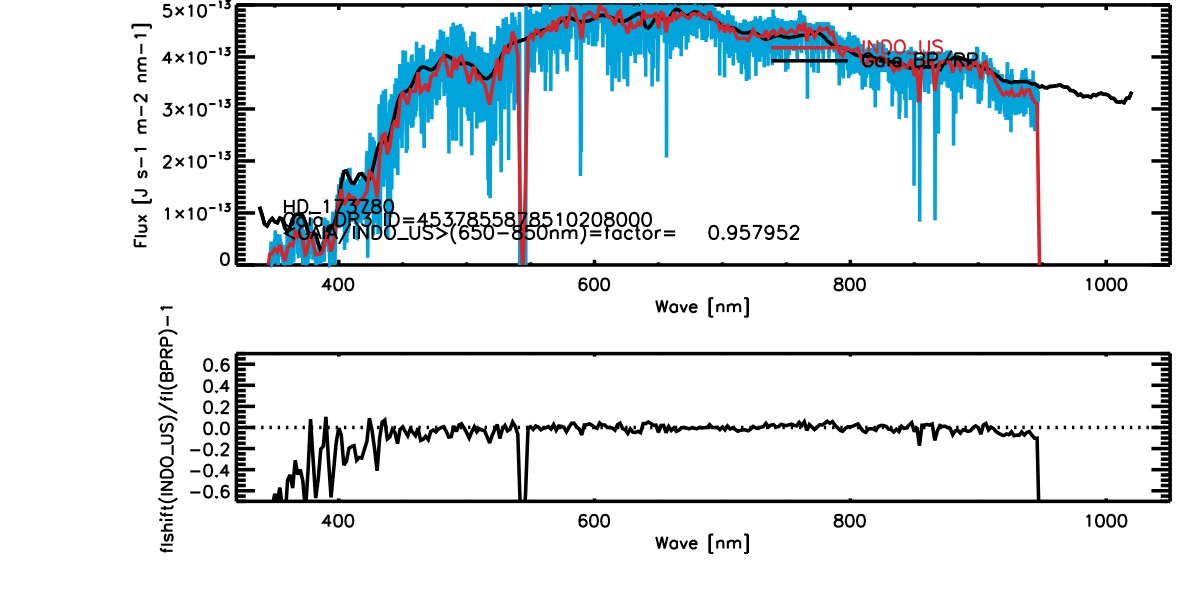 5×10⁻¹³
4×10⁻¹³
3×10⁻¹³
2×10⁻¹³
1×10⁻¹³
0
Flux [J s−1 m−2 nm−1]
INDO_US
Gaia BP/RP
HD_173780
Gaia DR3 ID=4537855878510208000
<GAIA/INDO_US>(650−850nm)=factor= 0.957952
400 600 800 1000
Wave [nm]
flshift(INDO_US)/fl(BPRP)−1
0.6
0.4
0.2
0.0
−0.2
−0.4
−0.6
400 600 800 1000
Wave [nm]